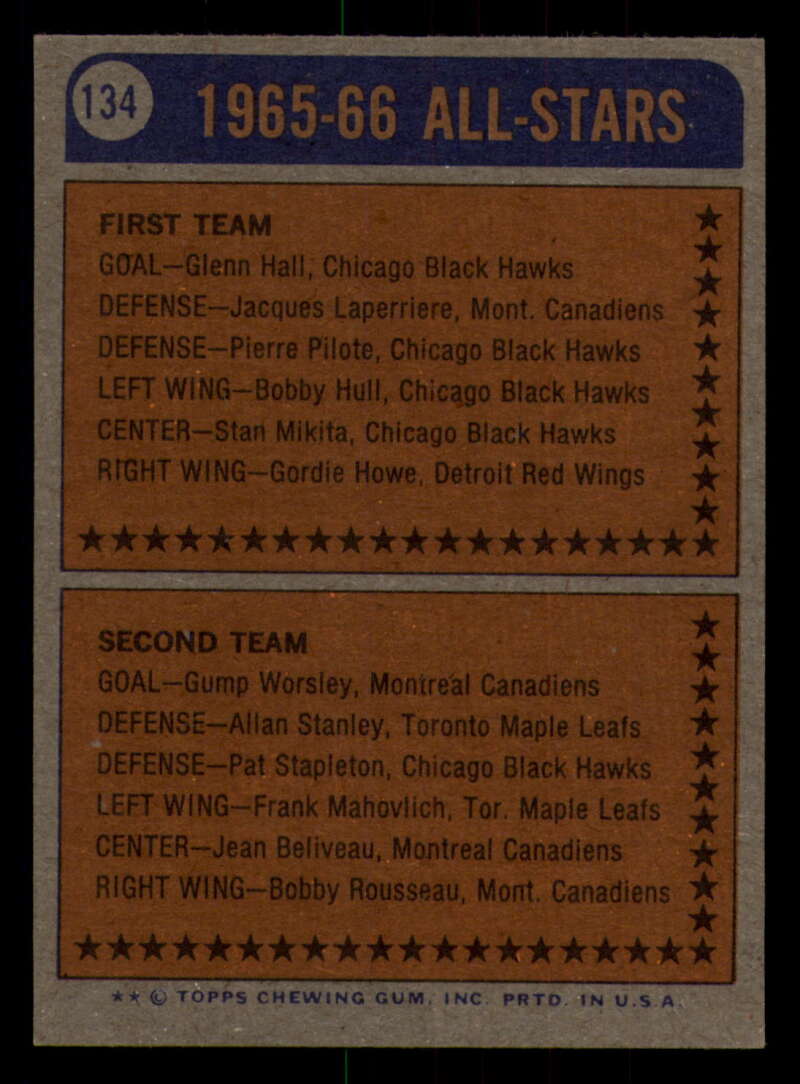 134
1965-66 ALL-STARS
FIRST TEAM
GOAL—Glenn Hall, Chicago Black Hawks
DEFENSE—Jacques Laperriere, Mont. Canadiens
DEFENSE—Pierre Pilote, Chicago Black Hawks
LEFT WING—Bobby Hull, Chicago Black Hawks
CENTER—Stan Mikita, Chicago Black Hawks
RIGHT WING—Gordie Howe, Detroit Red Wings
SECOND TEAM
GOAL—Gump Worsley, Montreal Canadiens
DEFENSE—Allan Stanley, Toronto Maple Leafs
DEFENSE—Pat Stapleton, Chicago Black Hawks
LEFT WING—Frank Mahovlich, Tor. Maple Leafs
CENTER—Jean Beliveau, Montreal Canadiens
RIGHT WING—Bobby Rousseau, Mont. Canadiens
** © TOPPS CHEWING GUM, INC. PRTD. IN U.S.A.